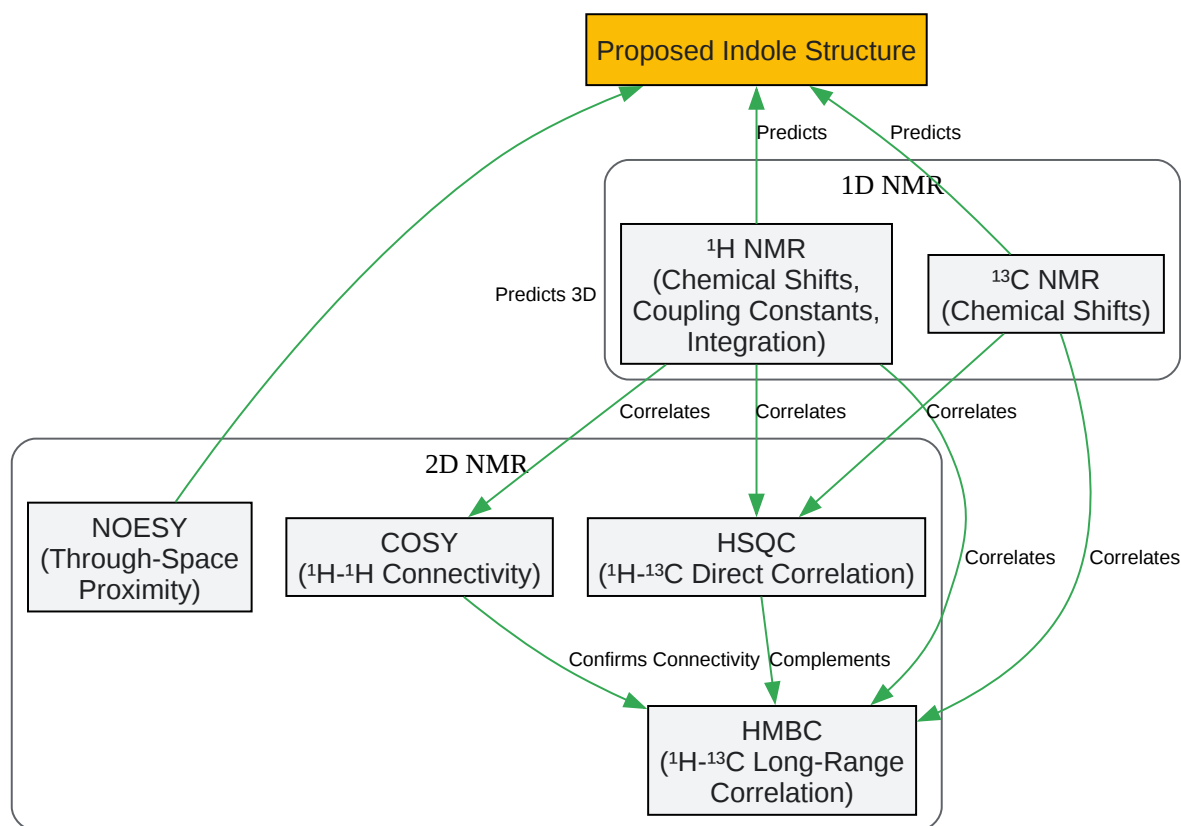 Proposed Indole Structure
Predicts
Predicts
1D NMR
¹H NMR
(Chemical Shifts,
Coupling Constants,
Integration)
¹³C NMR
(Chemical Shifts)
Predicts 3D
Correlates
Correlates
Correlates
2D NMR
NOESY
(Through-Space
Proximity)
COSY
(¹H-¹H Connectivity)
HSQC
(¹H-¹³C Direct Correlation)
Correlates
Correlates
Confirms Connectivity
Complements
HMBC
(¹H-¹³C Long-Range
Correlation)